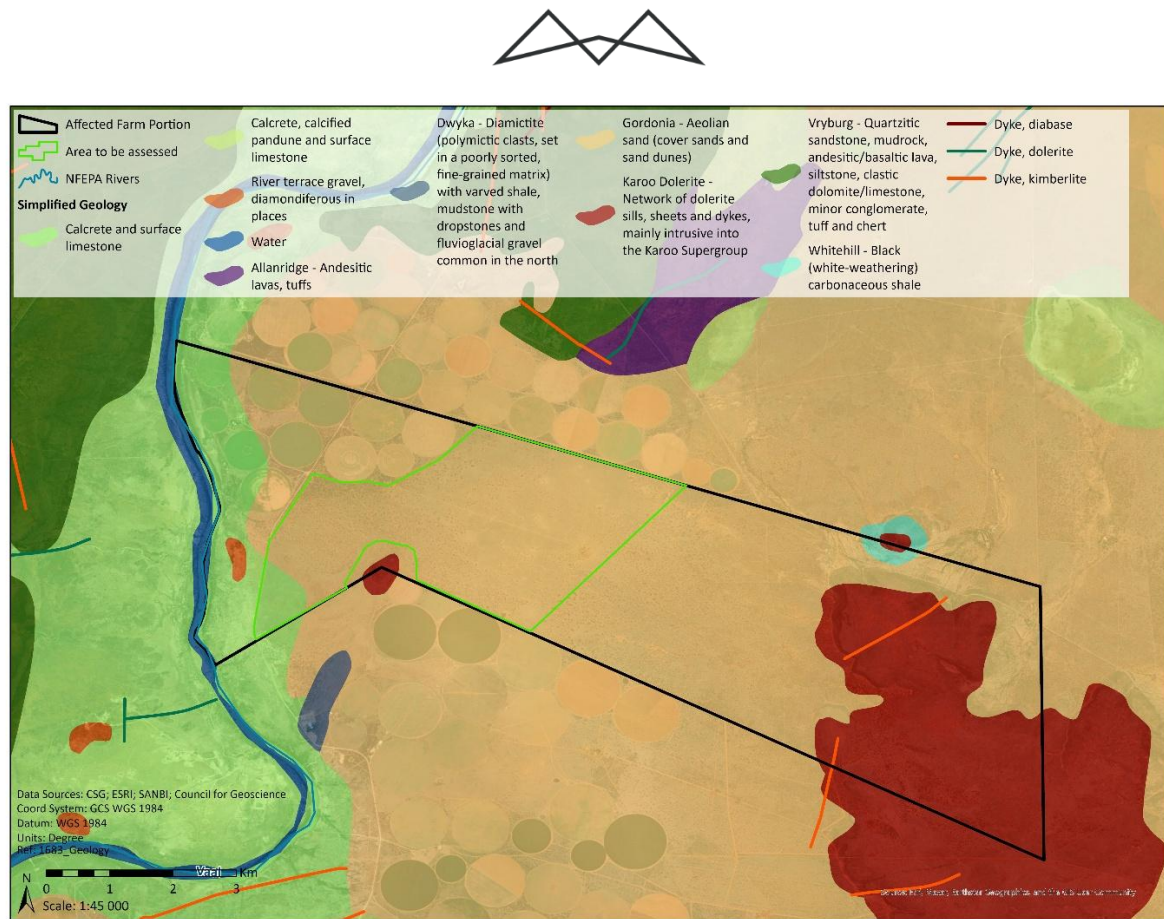 Affected Farm Portion
Area to be assessed
NFEPA Rivers
Simplified Geology
Calcrete and surface
limestone
Calcrete, calcified
pandune and surface
limestone
River terrace gravel,
diamondiferous in
places
Water
Allanridge - Andesitic
lavas, tuffs
Dwyka - Diamictite
(polymictic clasts, set
in a poorly sorted,
fine-grained matrix)
with varved shale,
mudstone with
dropstones and
fluvioglacial gravel
common in the north
Gordonia - Aeolian
sand (cover sands and
sand dunes)
Karoo Dolerite -
Network of dolerite
sills, sheets and dykes,
mainly intrusive into
the Karoo Supergroup
Vryburg - Quartzitic
sandstone, mudrock,
andesitic/basaltic lava,
siltstone, clastic
dolomite/limestone,
minor conglomerate,
tuff and chert
Whitehill - Black
(white-weathering)
carbonaceous shale
Dyke, diabase
Dyke, dolerite
Dyke, kimberlite
Data Sources: CSG; ESRI; SANBI; Council for Geoscience
Coord System: GCS WGS 1984
Datum: WGS 1984
Units: Degree
Ref: 1683_Geology
Vaal
Km
N
0 1 2 3
Scale: 1:45 000
Geographics and the GIS User Community